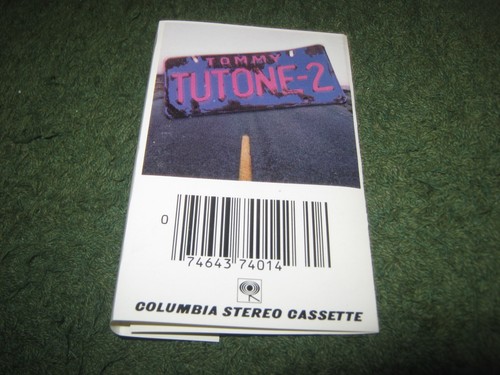 TOMMY
TUTONE-2
0
74643 74014
COLUMBIA STEREO CASSETTE